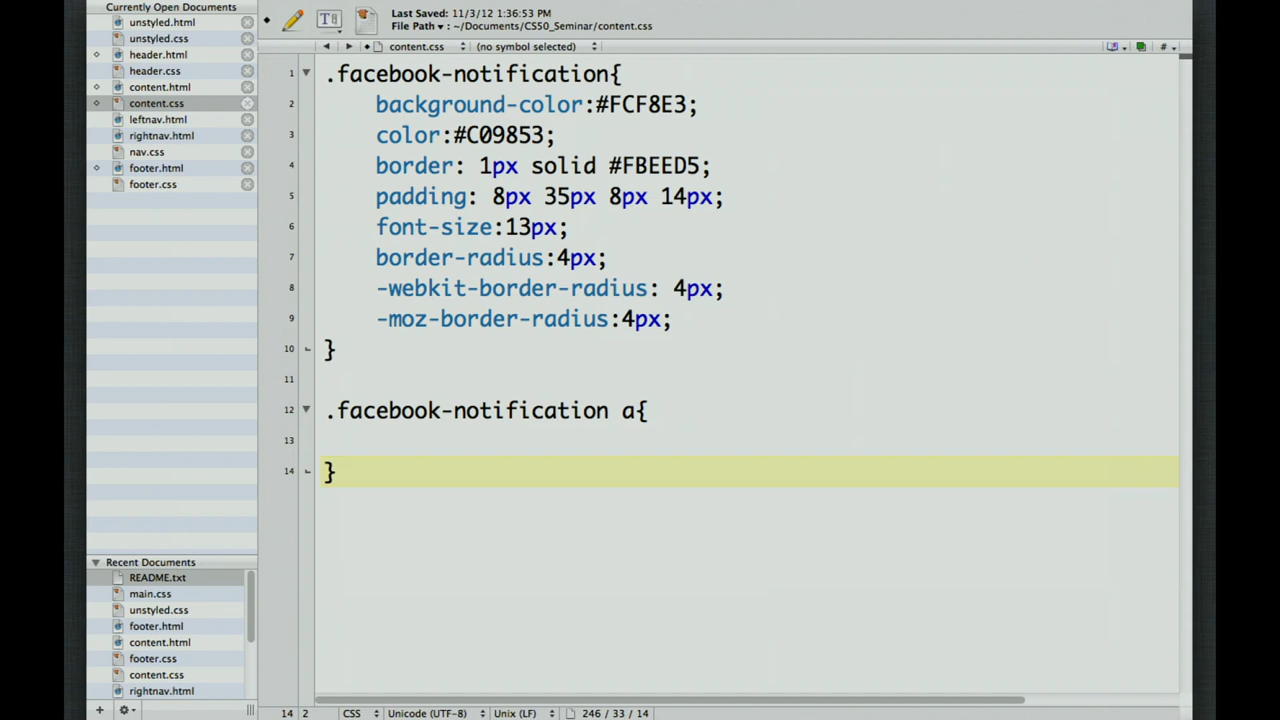 Currently Open Documents
unstyled.html
unstyled.css
header.html
header.css
content.html
content.css
leftnav.html
rightnav.html
nav.css
footer.html
footer.css
Recent Documents
README.txt
main.css
unstyled.css
footer.html
content.html
footer.css
content.css
rightnav.html
Last Saved: 11/3/12 1:36:53 PM
File Path ▾ : ~/Documents/CS50_Seminar/content.css
content.css (no symbol selected)
#
1 .facebook-notification{
2 background-color:#FCF8E3;
3 color:#C09853;
4 border: 1px solid #FBEED5;
5 padding: 8px 35px 8px 14px;
6 font-size:13px;
7 border-radius:4px;
8 -webkit-border-radius: 4px;
9 -moz-border-radius:4px;
10 }
11
12 .facebook-notification a{
13
14 }
14 2 CSS Unicode (UTF-8) Unix (LF) 246 / 33 / 14